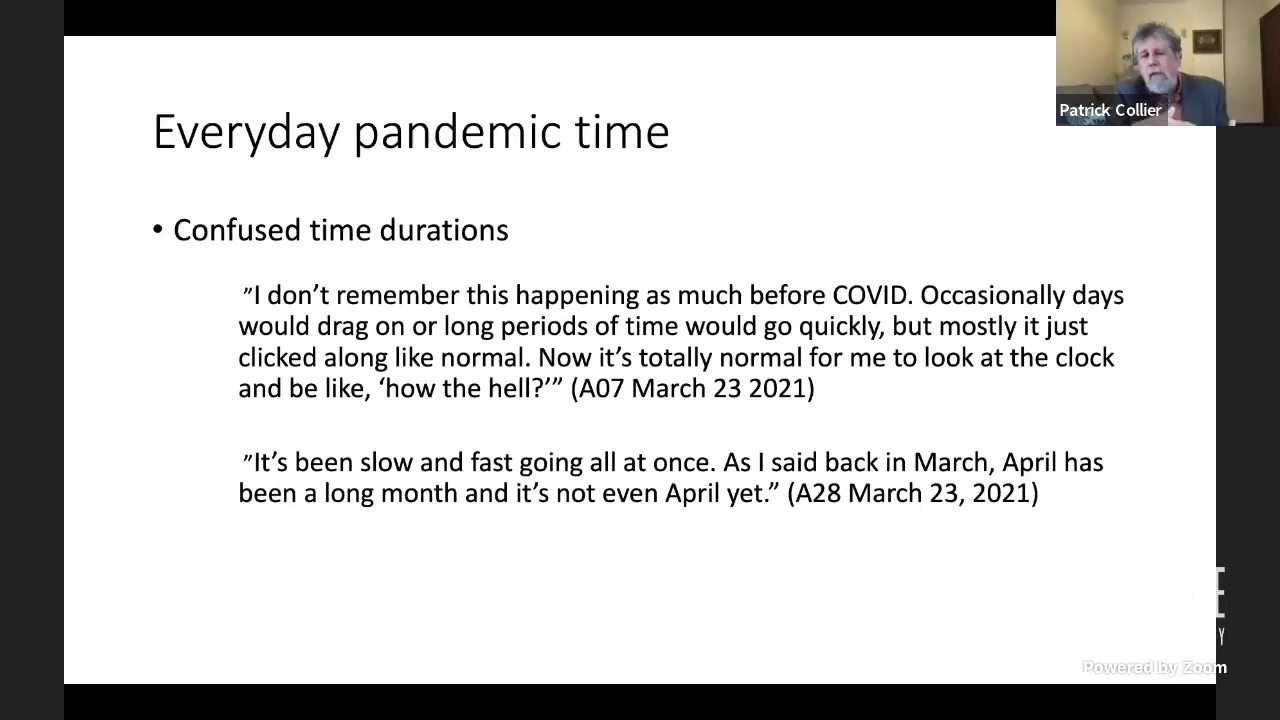 Patrick Collier
Everyday pandemic time
• Confused time durations
”I don’t remember this happening as much before COVID. Occasionally days
would drag on or long periods of time would go quickly, but mostly it just
clicked along like normal. Now it’s totally normal for me to look at the clock
and be like, ‘how the hell?’” (A07 March 23 2021)
”It’s been slow and fast going all at once. As I said back in March, April has
been a long month and it’s not even April yet.” (A28 March 23, 2021)
E
Y
Powered by Zoom